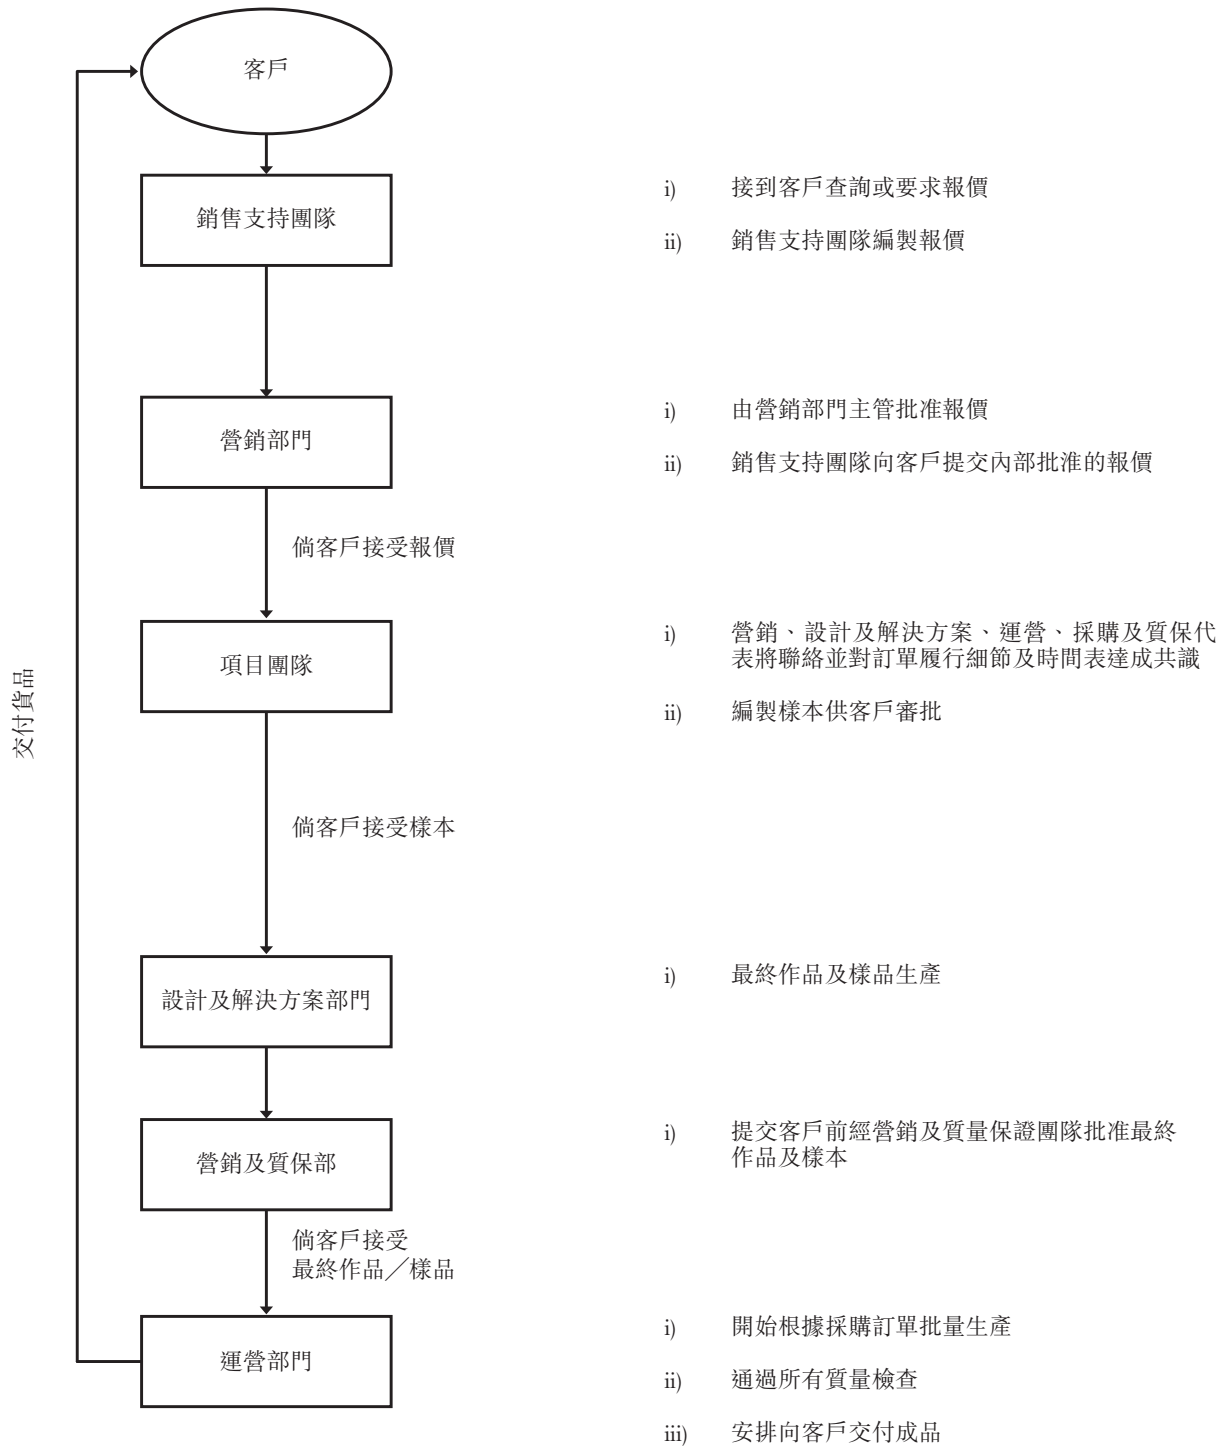 客戶
銷售支持團隊
i) 接到客戶查詢或要求報價
ii) 銷售支持團隊編製報價
營銷部門
i) 由營銷部門主管批准報價
ii) 銷售支持團隊向客戶提交內部批淮的報價
倘客戶接受報價
項目團隊
i) 營銷、設計及解決方案、運營、採購及質保代
表將聯絡並對訂單履行細節及時間表達成共識
ii) 編製樣本供客戶審批
交付貨品
倘客戶接受樣本
設計及解決方案部門
i) 最終作品及樣品生產
營銷及質保部
i) 提交客戶前經營銷及質量保證團隊批准最終
作品及樣本
倘客戶接受
最終作品╱樣品
運營部門
i) 開始根據採購訂單批量生產
ii) 通過所有質量檢查
iii) 安排向客戶交付成品